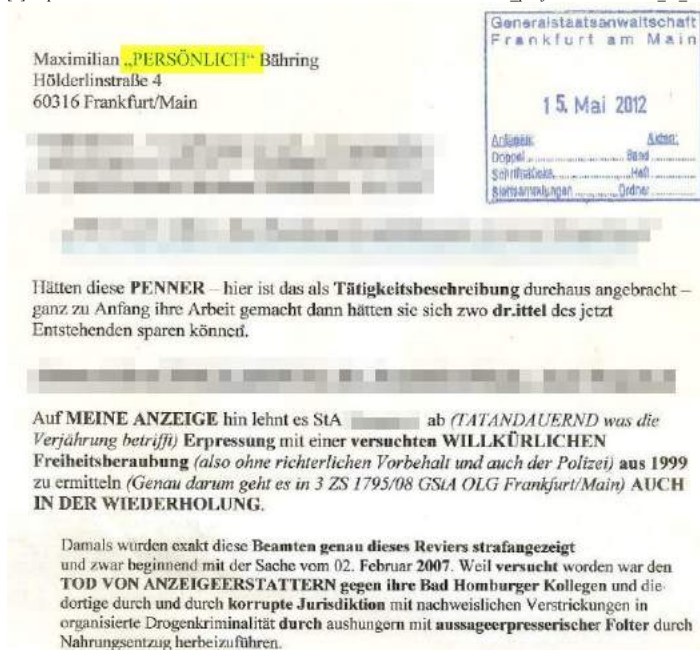 Generalstaatsanwaltschaft
Frankfurt am Main
15. Mai 2012
Anlagen: Akten:
Doppel Band
Schriftstücke Heft
Ordner
Maximilian „PERSÖNLICH“ Bähring
Hölderlinstraße 4
60316 Frankfurt/Main
Hätten diese PENNER – hier ist das als Tätigkeitsbeschreibung durchaus angebracht –
ganz zu Anfang ihre Arbeit gemacht dann hätten sie sich zwo dr.ittel des jetzt
Entstehenden sparen können.
Auf MEINE ANZEIGE hin lehnt es StA ab (TATANDAUERND was die
Verjährung betrifft) Erpressung mit einer versuchten WILLKÜRLICHEN
Freiheitsberaubung (also ohne richterlichen Vorbehalt und auch der Polizei) aus 1999
zu ermitteln (Genau darum geht es in 3 ZS 1795/08 GStA OLG Frankfurt/Main) AUCH
IN DER WIEDERHOLUNG.
Damals wurden exakt diese Beamten genau dieses Reviers strafangezeigt
und zwar beginnend mit der Sache vom 02. Februar 2007. Weil versucht worden war den
TOD VON ANZEIGEERSTATTERN gegen ihre Bad Homburger Kollegen und die
dortige durch und durch korrupte Jurisdiktion mit nachweislichen Verstrickungen in
organisierte Drogenkriminalität durch aushungern mit aussageerpresserischer Folter durch
Nahrungsentzug herbeizuführen.